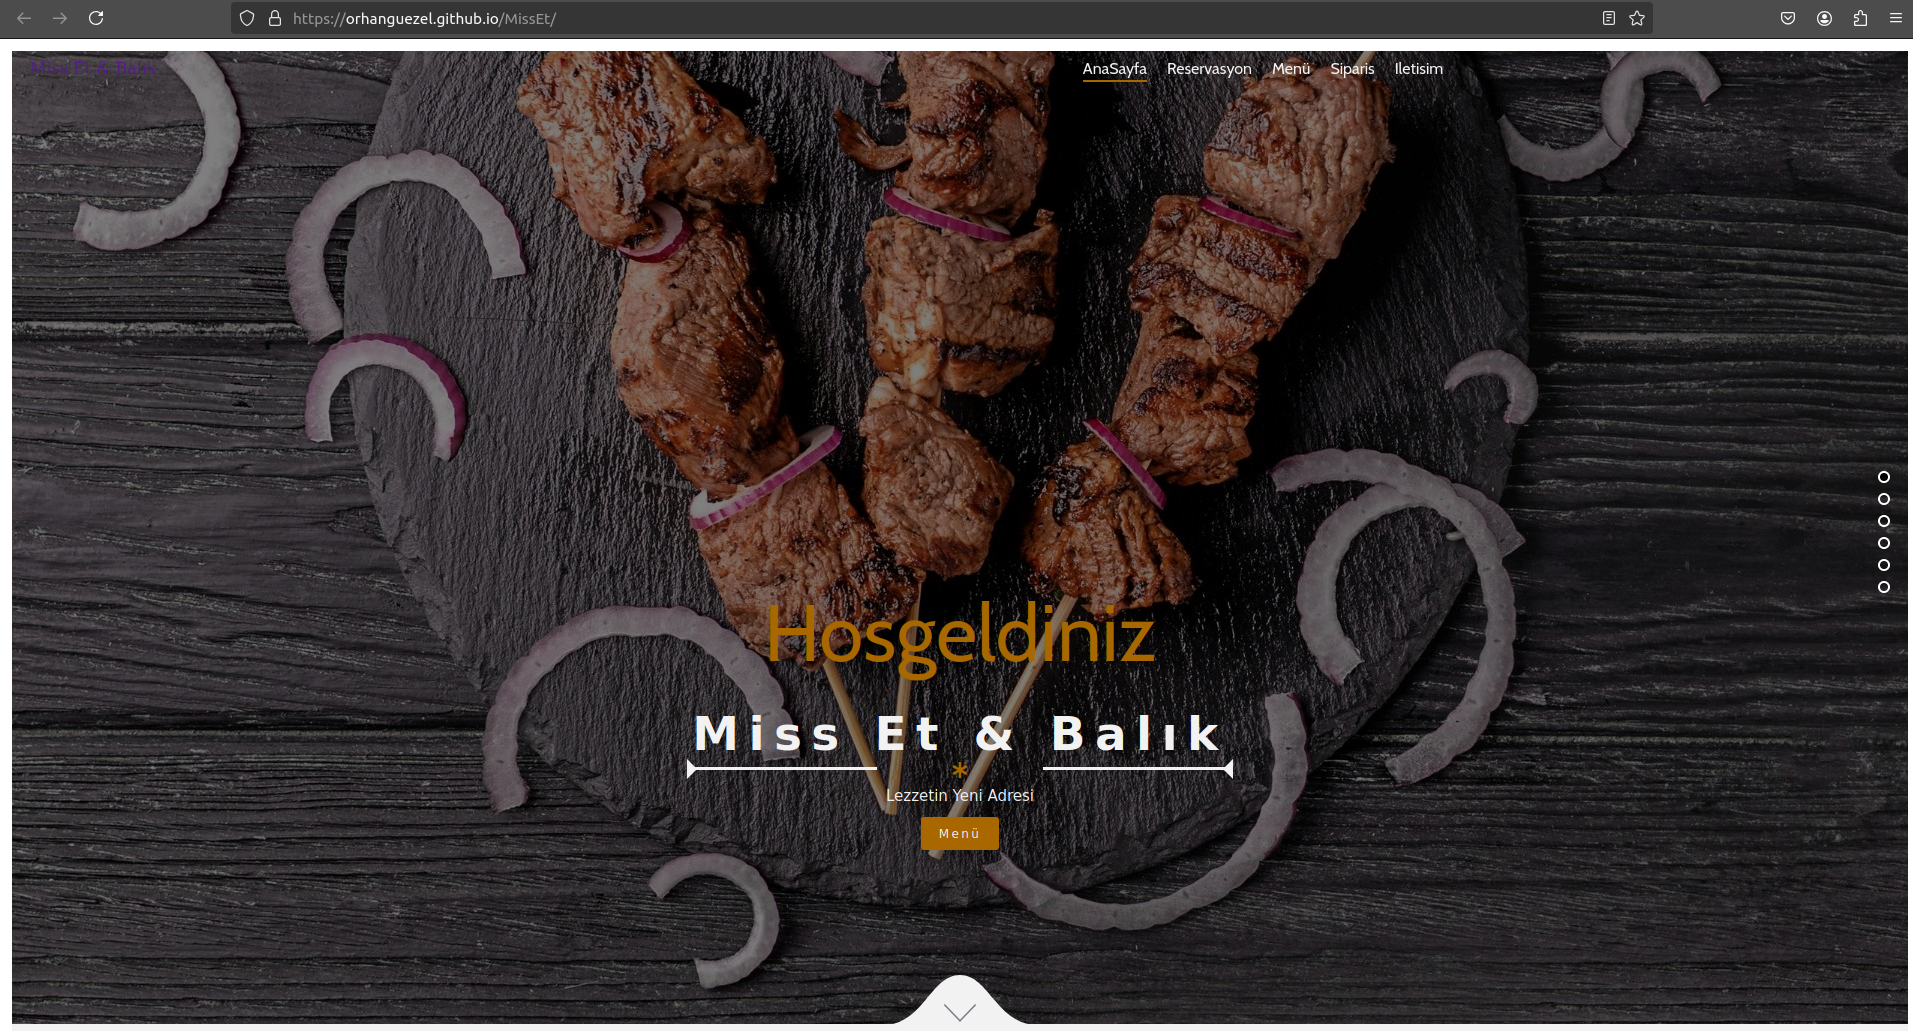 https://orhanguezel.github.io/MissEt/
Miss Et & Balık
AnaSayfa Reservasyon Menü Siparis Iletisim
Hosgeldiniz
Miss Et & Balık
*
Lezzetin Yeni Adresi
Menü